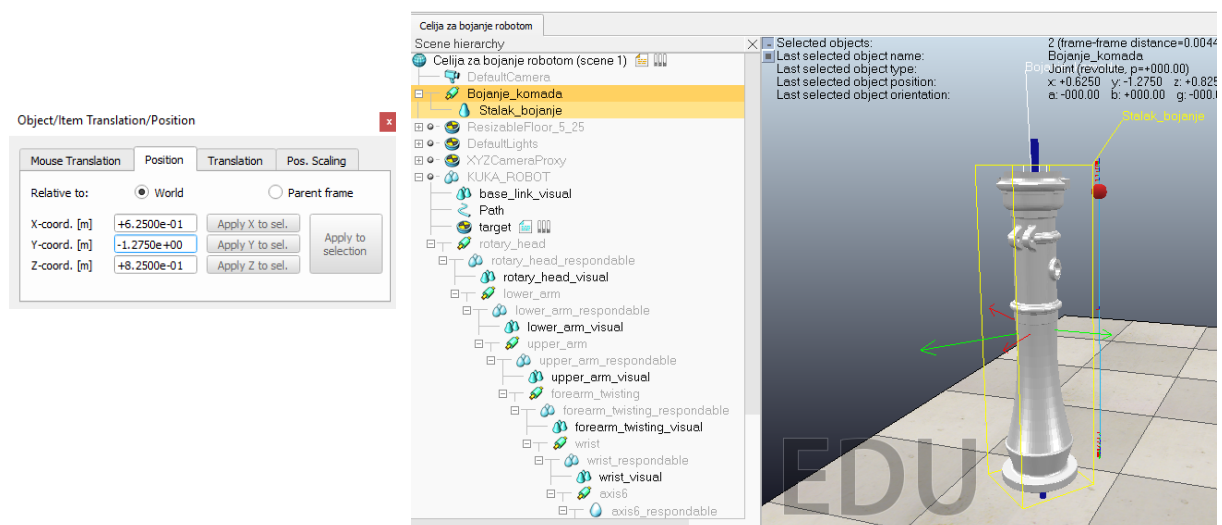 Object/Item Translation/Position
x
Mouse Translation Position Translation Pos. Scaling
Relative to: World Parent frame
X-coord. [m] +6.2500e-01 Apply X to sel.
Y-coord. [m] -1.2750e+00 Apply Y to sel.
Z-coord. [m] +8.2500e-01 Apply Z to sel.
Apply to
selection
Celija za bojanje robotom
Scene hierarchy
Celija za bojanje robotom (scene 1)
DefaultCamera
Bojanje_komada
Stalak_bojanje
ResizableFloor_5_25
DefaultLights
XYZCameraProxy
KUKA_ROBOT
base_link_visual
Path
target
rotary_head
rotary_head_respondable
rotary_head_visual
lower_arm
lower_arm_respondable
lower_arm_visual
upper_arm
upper_arm_respondable
upper_arm_visual
forearm_twisting
forearm_twisting_respondable
forearm_twisting_visual
wrist
wrist_respondable
wrist_visual
axis6
axis6_respondable
Selected objects: 2 (frame-frame distance=0.0044
Last selected object name: Bojanje_komada
Last selected object type: Joint (revolute, p=+000.00)
Last selected object position: x: +0.6250 y: -1.2750 z: +0.825
Last selected object orientation: a: -000.00 b: +000.00 g: -000.0
Stalak_bojanje
EDU